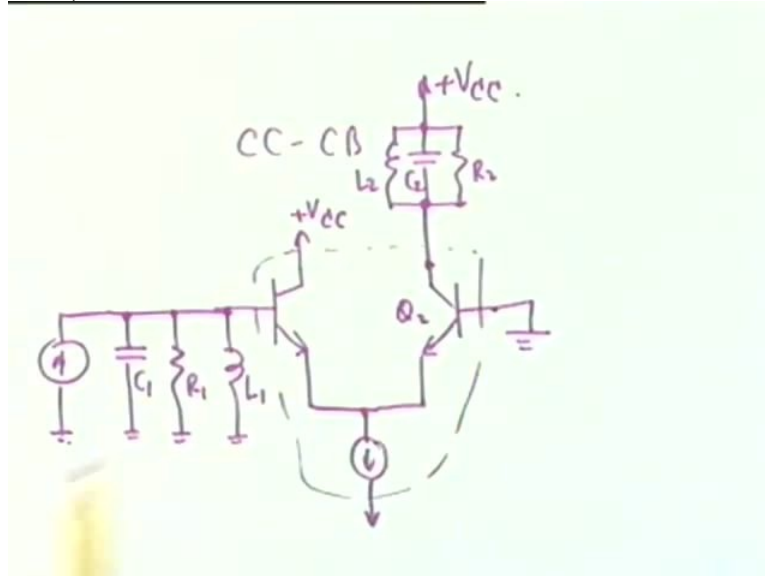 +VCC.
CC-CB
L2 C2 R2
+VCC
Q2
C1 R1 L1